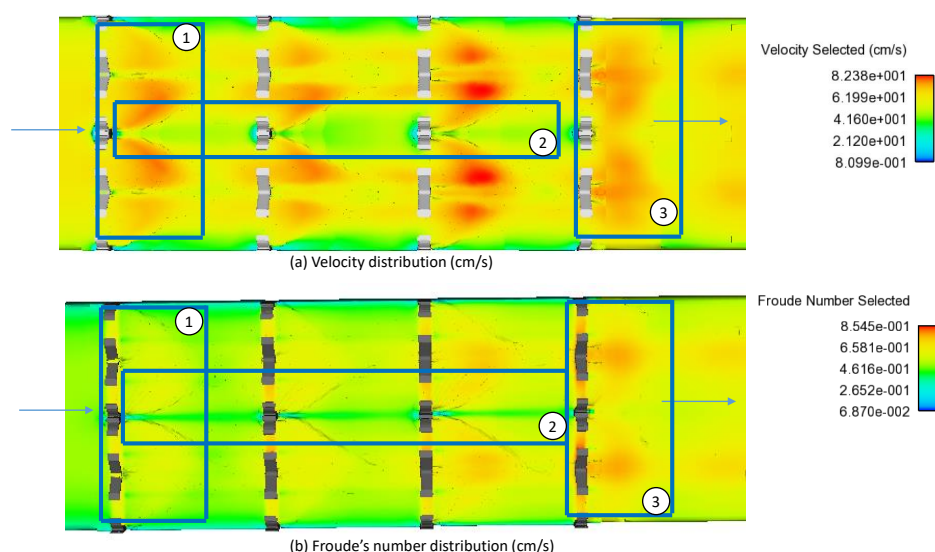 1
2
3
Velocity Selected (cm/s)
8.238e+001
6.199e+001
4.160e+001
2.120e+001
8.099e-001
(a) Velocity distribution (cm/s)
1
2
3
Froude Number Selected
8.545e-001
6.581e-001
4.616e-001
2.652e-001
6.870e-002
(b) Froude’s number distribution (cm/s)